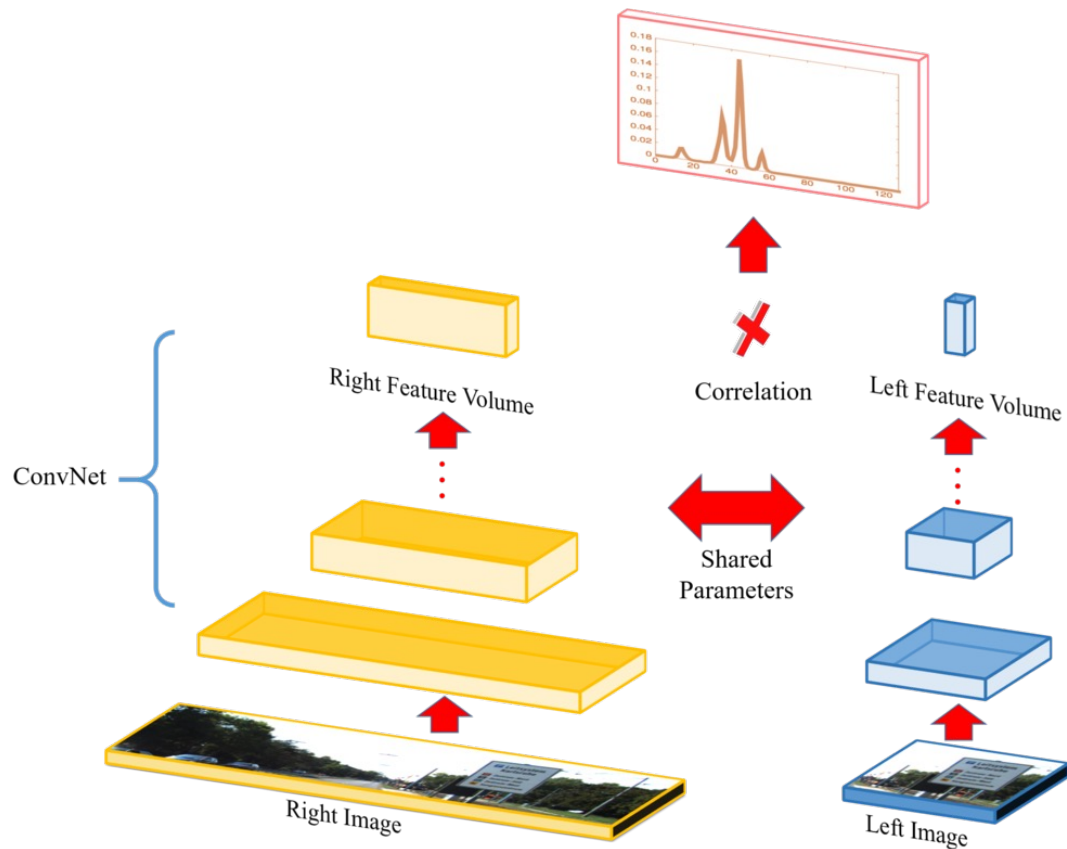 0.18
0.16
0.14
0.12
0.1
0.08
0.06
0.04
0.02
0
0 20 40 60 80 100 120
Right Feature Volume
Correlation
Left Feature Volume
ConvNet
Shared
Parameters
Right Image
Left Image